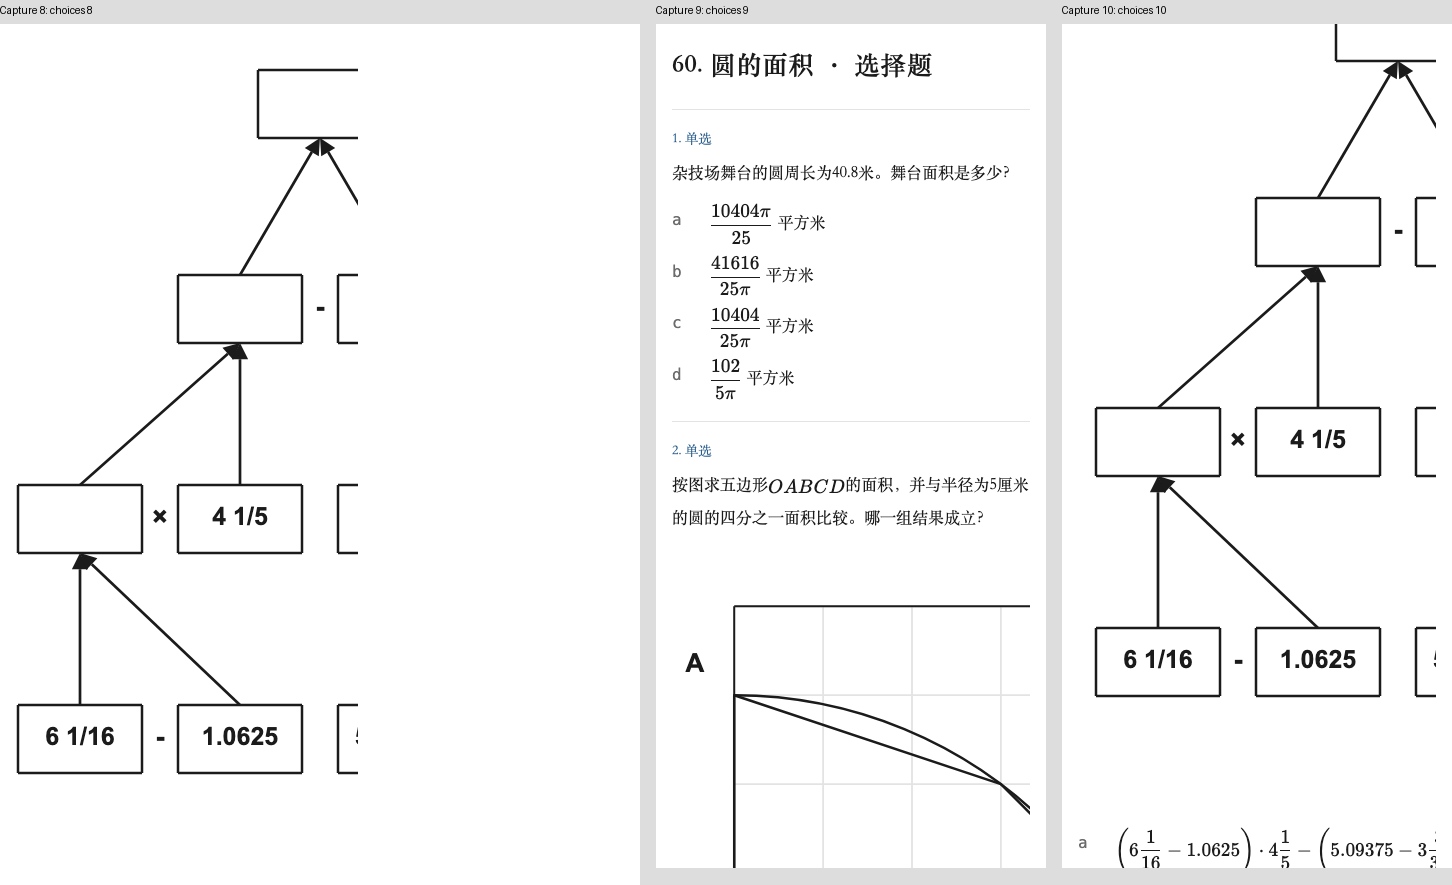 Capture 8: choices 8
-
×
4 1/5
6 1/16
-
1.0625
Capture 9: choices 9
60. 圆的面积 · 选择题
1. 单选
杂技场舞台的圆周长为40.8米。舞台面积是多少?
a 10404π/25 平方米
b 41616/25π 平方米
c 10404/25π 平方米
d 102/5π 平方米
2. 单选
按图求五边形OABCD的面积，并与半径为5厘米
的圆的四分之一面积比较。哪一组结果成立?
A
Capture 10: choices 10
-
×
4 1/5
6 1/16
-
1.0625
a (6 1/16 − 1.0625) · 4 1/5 − (5.09375 − 3